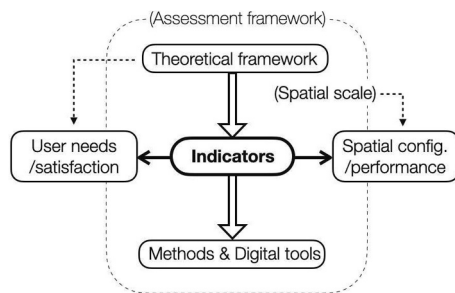 (Assessment framework)
Theoretical framework
(Spatial scale)
User needs
/satisfaction
Indicators
Spatial config.
/performance
Methods & Digital tools